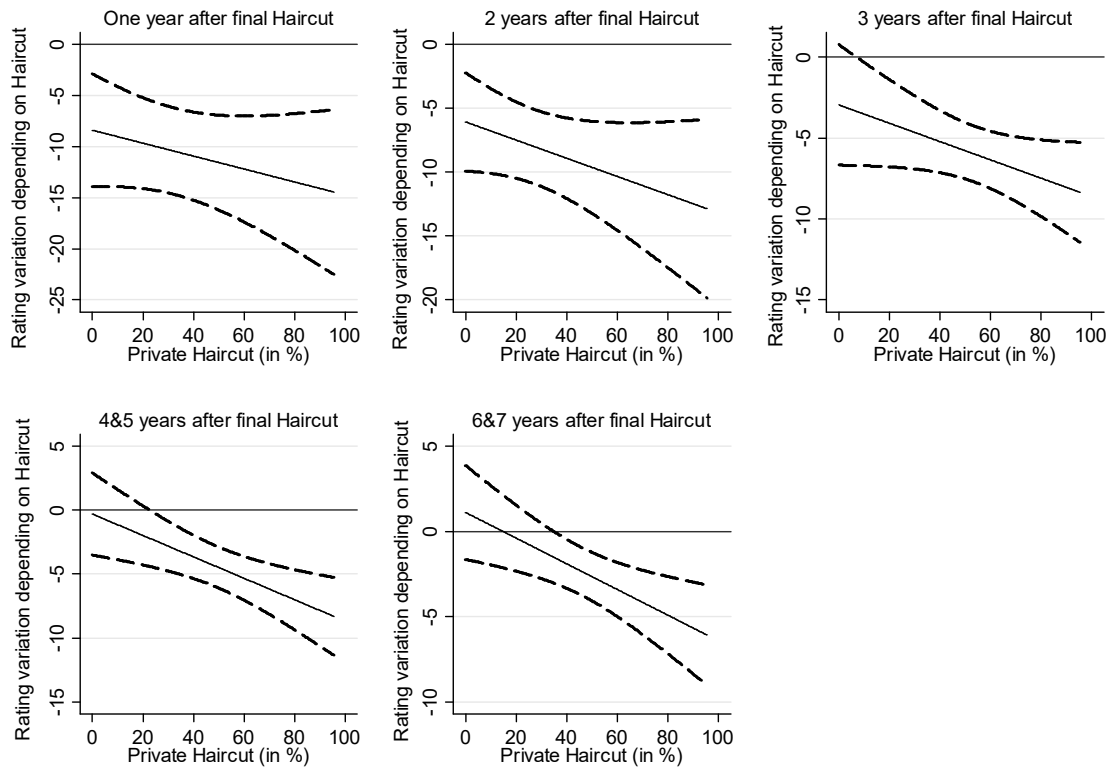 One year after final Haircut
Rating variation depending on Haircut
0
-5
-10
-15
-20
-25
0 20 40 60 80 100
Private Haircut (in %)
2 years after final Haircut
Rating variation depending on Haircut
0
-5
-10
-15
-20
0 20 40 60 80 100
Private Haircut (in %)
3 years after final Haircut
Rating variation depending on Haircut
0
-5
-10
-15
0 20 40 60 80 100
Private Haircut (in %)
4&5 years after final Haircut
Rating variation depending on Haircut
5
0
-5
-10
-15
0 20 40 60 80 100
Private Haircut (in %)
6&7 years after final Haircut
Rating variation depending on Haircut
5
0
-5
-10
0 20 40 60 80 100
Private Haircut (in %)